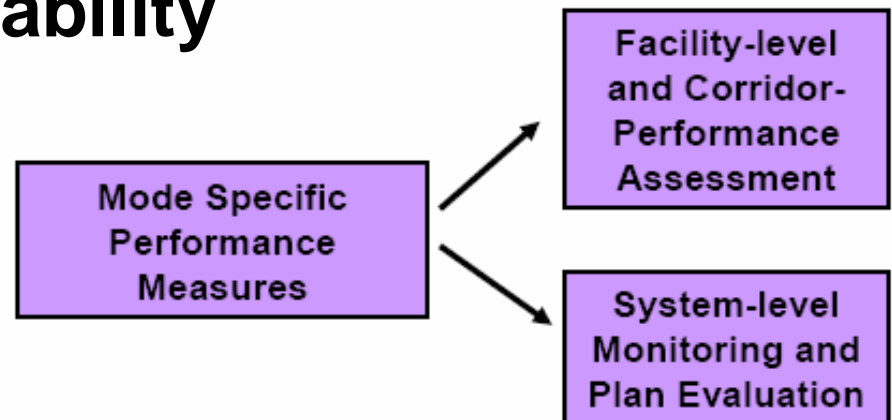 ability
Facility-level
and Corridor-
Performance
Assessment
Mode Specific
Performance
Measures
System-level
Monitoring and
Plan Evaluation